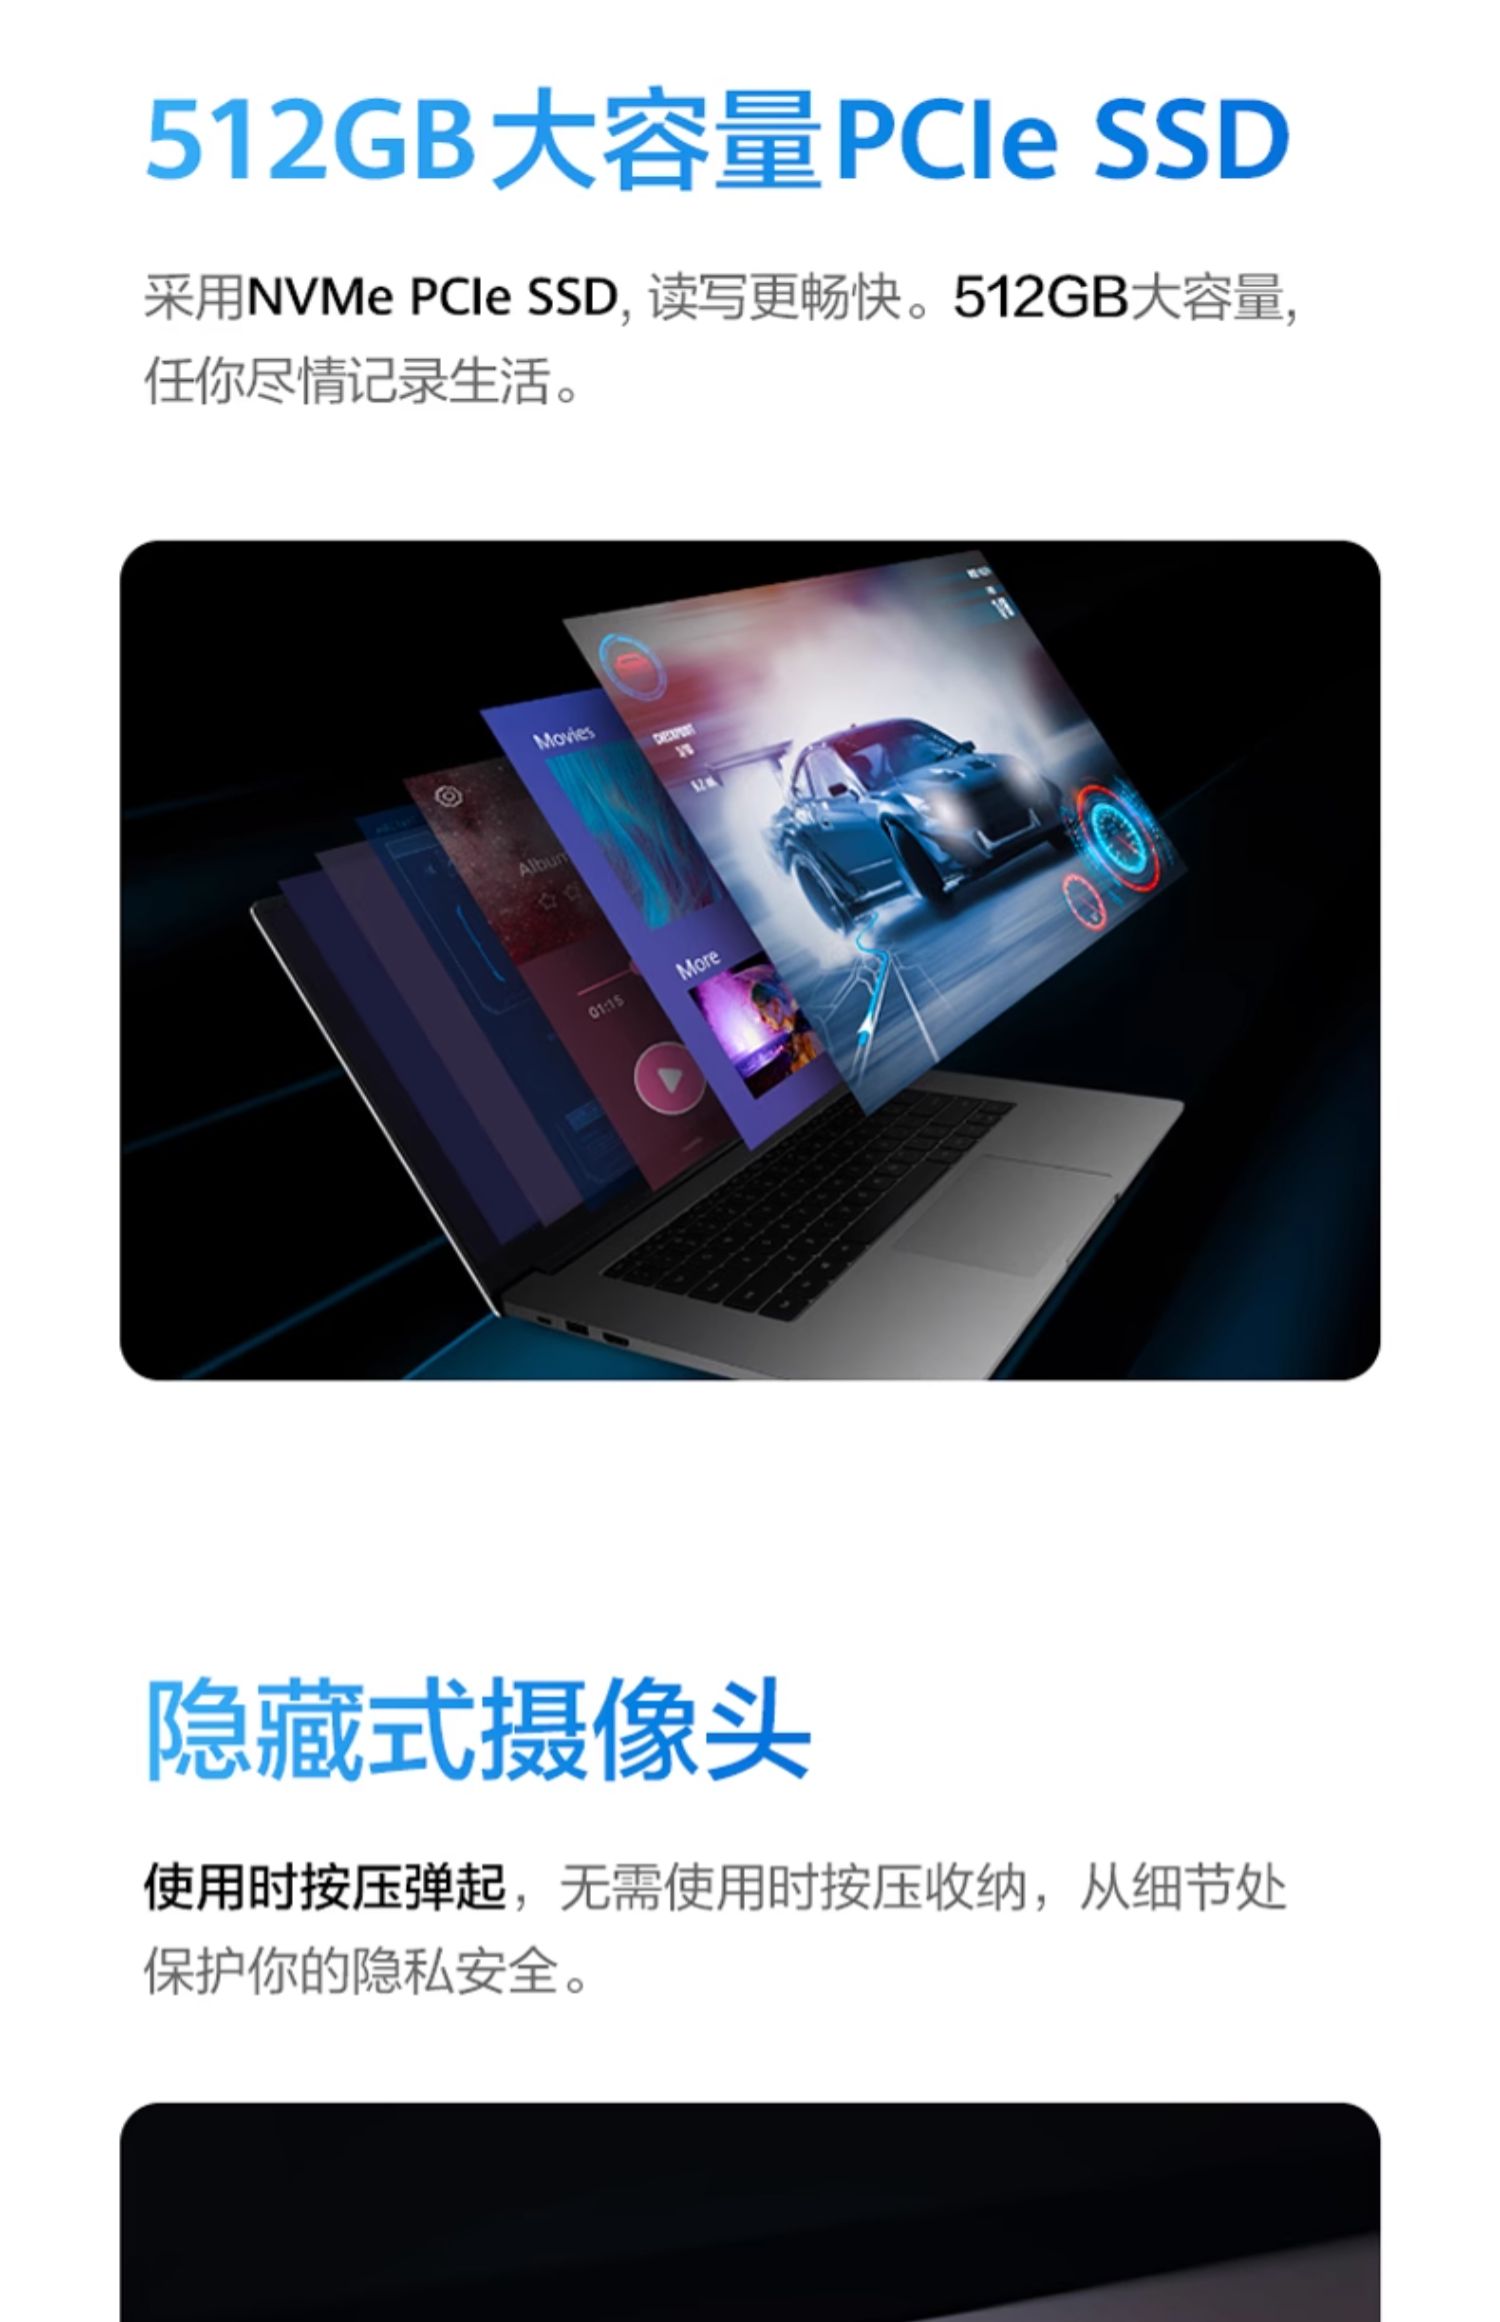 512GB大容量PCIe SSD
采用NVMe PCIe SSD, 读写更畅快。512GB大容量,
任你尽情记录生活。
Movies
CHECKPOINT
Album
More
01:15
隐藏式摄像头
使用时按压弹起，无需使用时按压收纳，从细节处
保护你的隐私安全。